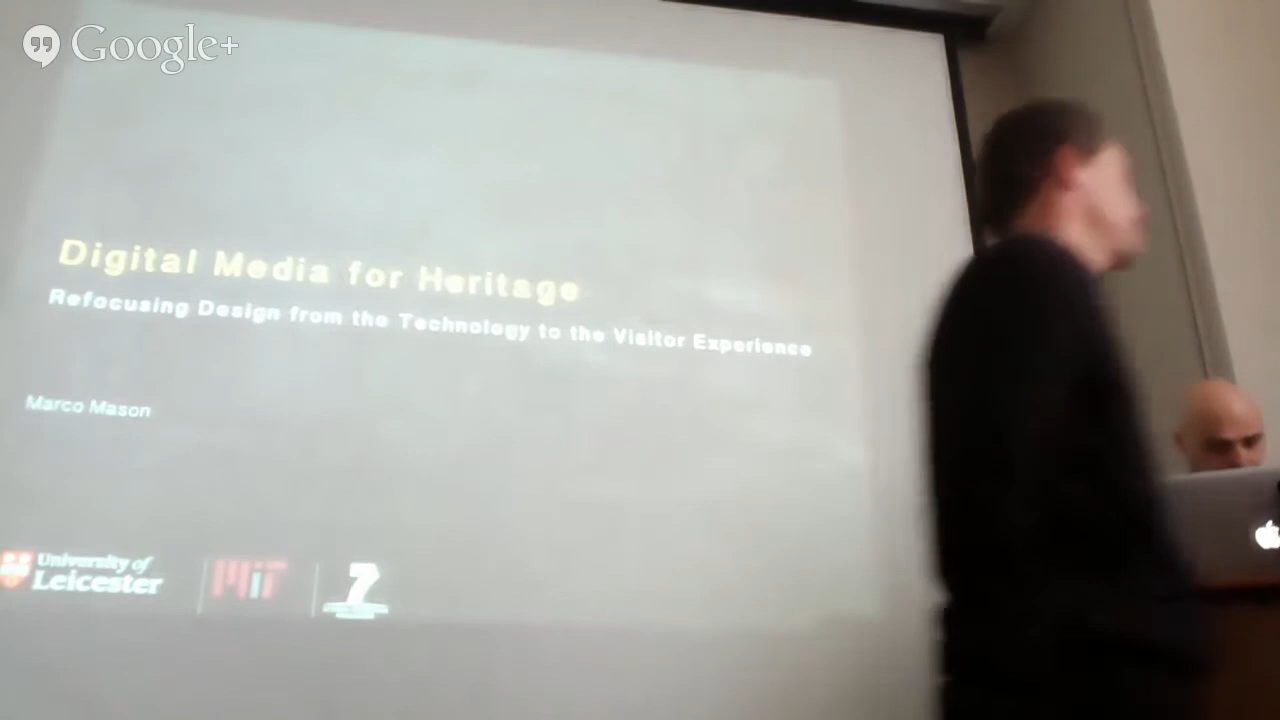 Google+
Digital Media for Heritage
Refocusing Design from the Technology to the Visitor Experience
Marco Mason
University of
Leicester
MIT
7